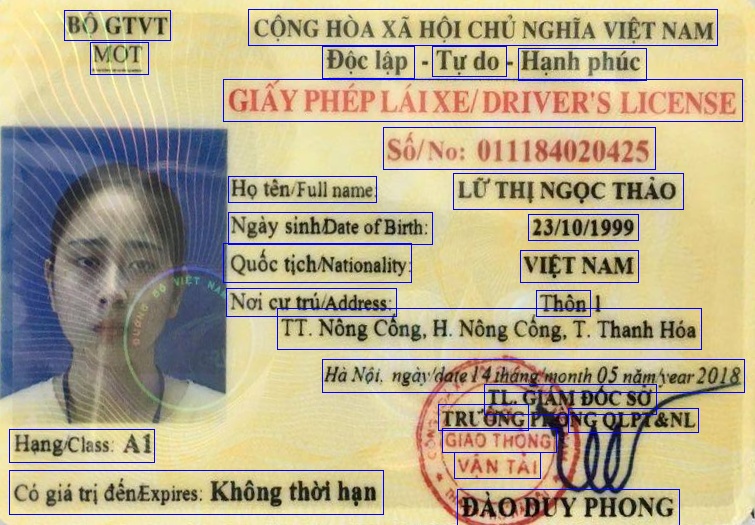 BỘ GTVT
MOT
CỘNG HÒA XÃ HỘI CHỦ NGHĨA VIỆT NAM
Độc lập - Tự do - Hạnh phúc
GIẤY PHÉP LÁI XE/ DRIVER'S LICENSE
Số/No: 011184020425
Họ tên/Full name: LỮ THỊ NGỌC THẢO
Ngày sinh/Date of Birth: 23/10/1999
Quốc tịch/Nationality: VIỆT NAM
Nơi cư trú/Address: Thôn 1
TT. Nông Cống, H. Nông Cống, T. Thanh Hóa
Hà Nội, ngày/date 14 tháng/month 05 năm/year 2018
TL. GIÁM ĐỐC SỞ
TRƯỞNG PHÒNG QLPT&NL
GIAO THÔNG
VẬN TẢI
Hạng/Class: A1
Có giá trị đến/Expires: Không thời hạn
ĐÀO DUY PHONG